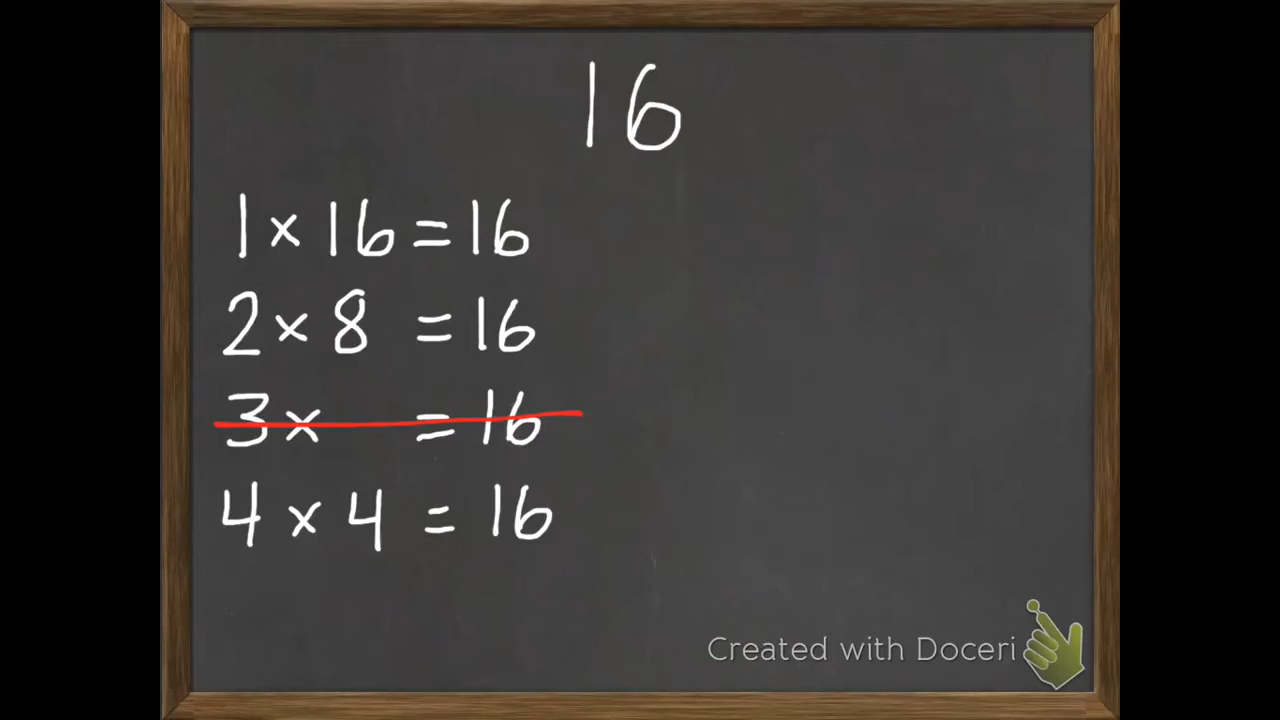 16
1 × 16 = 16
2 × 8 = 16
3 × = 16
4 × 4 = 16
Created with Doceri